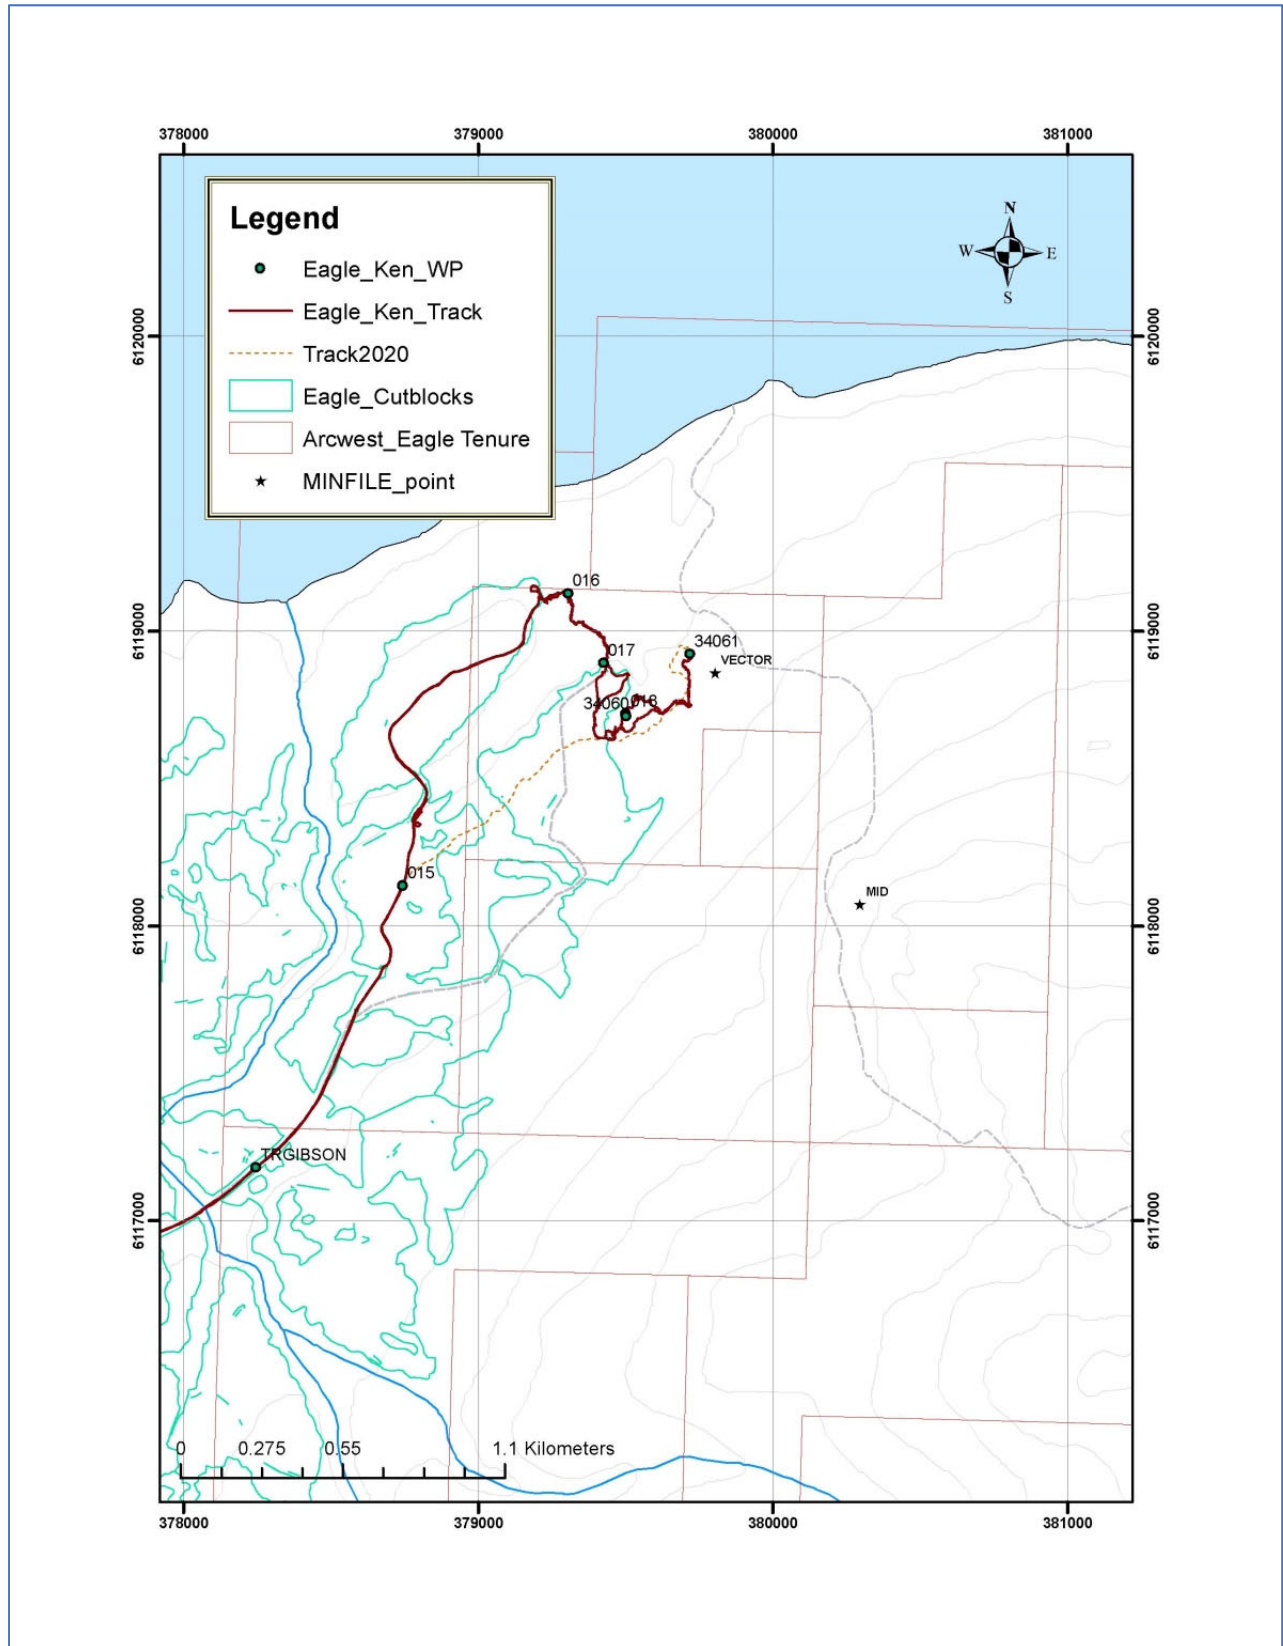 378000 379000 380000 381000
Legend
Eagle_Ken_WP
Eagle_Ken_Track
Track2020
Eagle_Cutblocks
Arcwest_Eagle Tenure
MINFILE_point
N
W E
S
6120000 6120000
016
6119000 6119000
017
34061
VECTOR
34060 018
015
MID
6118000 6118000
TRGIBSON
6117000 6117000
0 0.275 0.55 1.1 Kilometers
378000 379000 380000 381000